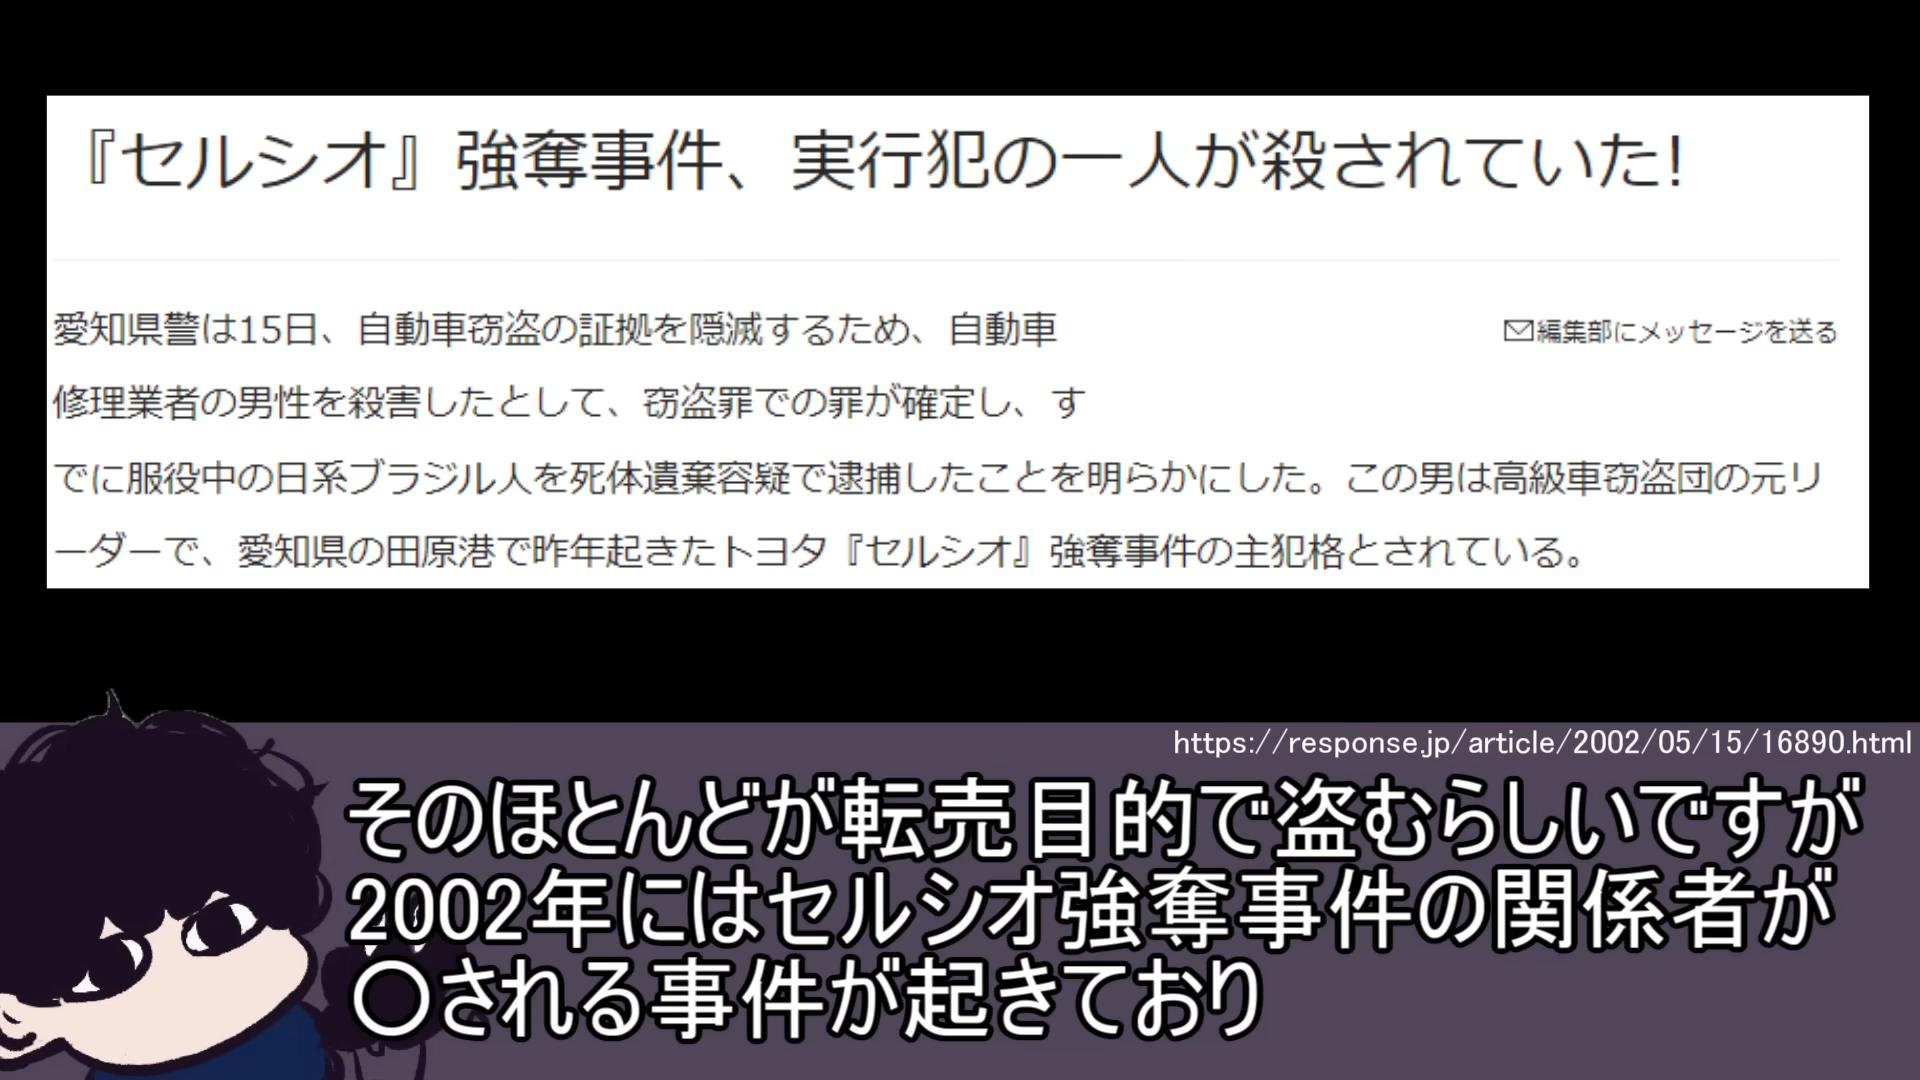 『セルシオ』強奪事件、実行犯の一人が殺されていた!
愛知県警は15日、自動車窃盗の証拠を隠滅するため、自動車
編集部にメッセージを送る
修理業者の男性を殺害したとして、窃盗罪での罪が確定し、す
でに服役中の日系ブラジル人を死体遺棄容疑で逮捕したことを明らかにした。この男は高級車窃盗団の元リ
ーダーで、愛知県の田原港で昨年起きたトヨタ『セルシオ』強奪事件の主犯格とされている。
https://response.jp/article/2002/05/15/16890.html
そのほとんどが転売目的で盗むらしいですが
2002年にはセルシオ強奪事件の関係者が
〇される事件が起きており